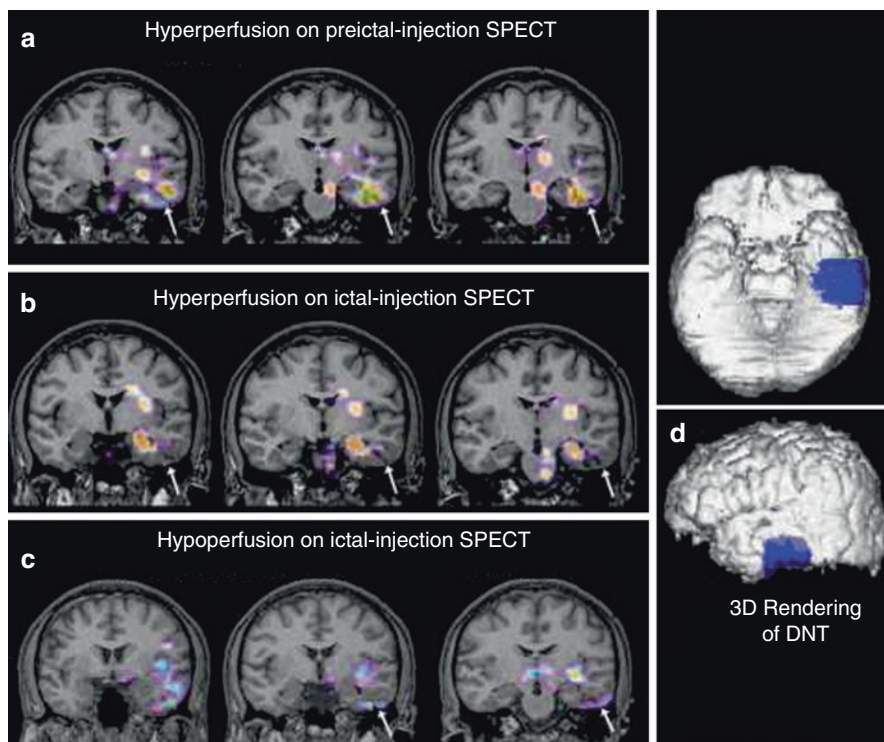 a
Hyperperfusion on preictal-injection SPECT
b
Hyperperfusion on ictal-injection SPECT
c
Hypoperfusion on ictal-injection SPECT
d
3D Rendering
of DNT